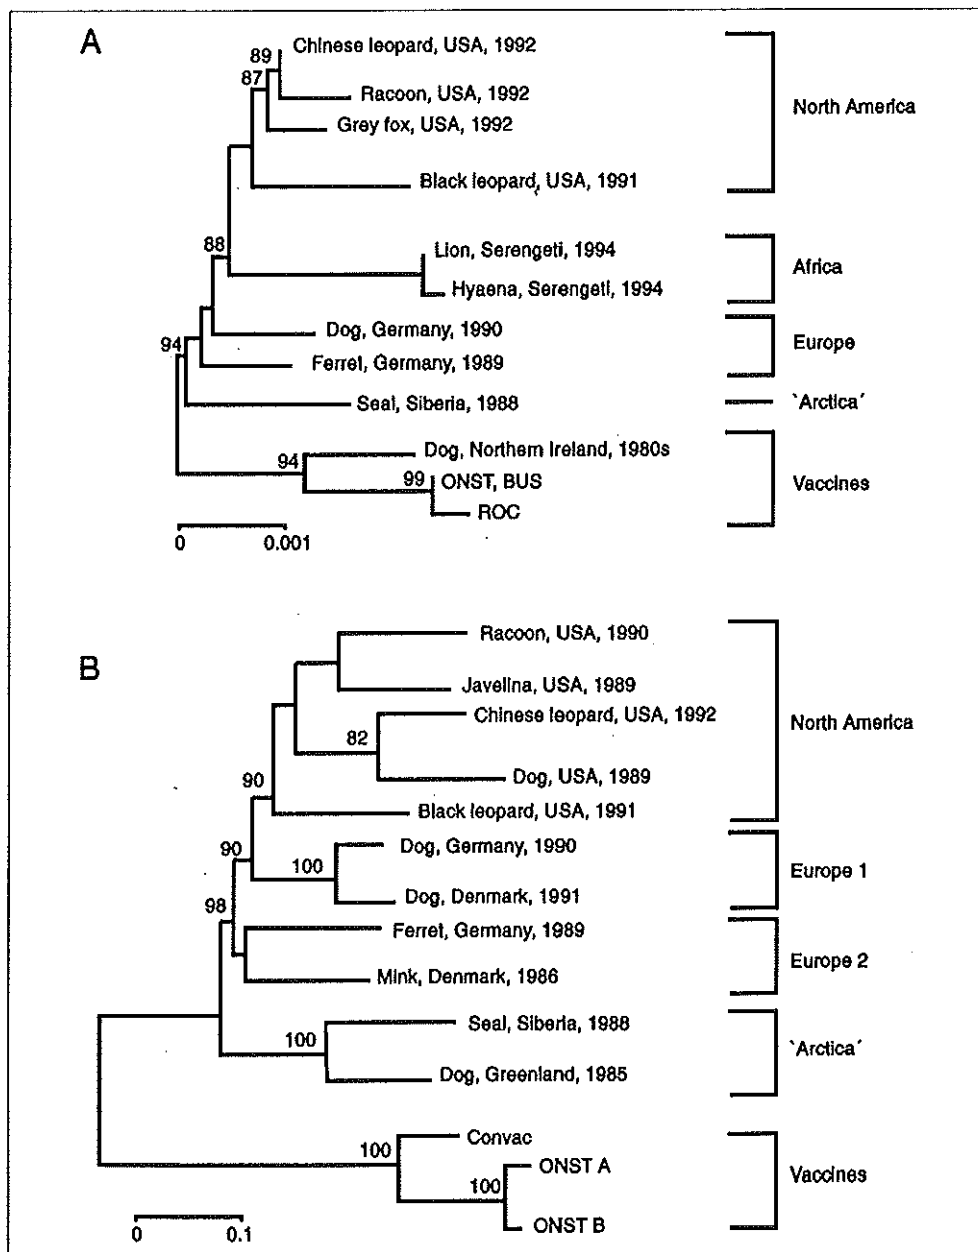 A
Chinese leopard, USA, 1992
89
87
Racoon, USA, 1992
North America
Grey fox, USA, 1992
Black leopard, USA, 1991
88
Lion, Serengeti, 1994
Africa
Hyaena, Serengeti, 1994
Dog, Germany, 1990
Europe
94
Ferret, Germany, 1989
Seal, Siberia, 1988
`Arctica´
Dog, Northern Ireland, 1980s
94
99
ONST, BUS
Vaccines
ROC
0 0.001
B
Racoon, USA, 1990
Javelina, USA, 1989
Chinese leopard, USA, 1992
North America
82
Dog, USA, 1989
90
Black leopard, USA, 1991
90
Dog, Germany, 1990
100
Europe 1
Dog, Denmark, 1991
98
Ferret, Germany, 1989
Europe 2
Mink, Denmark, 1986
Seal, Siberia, 1988
100
`Arctica´
Dog, Greenland, 1985
Convac
100
ONST A
Vaccines
100
ONST B
0 0.1